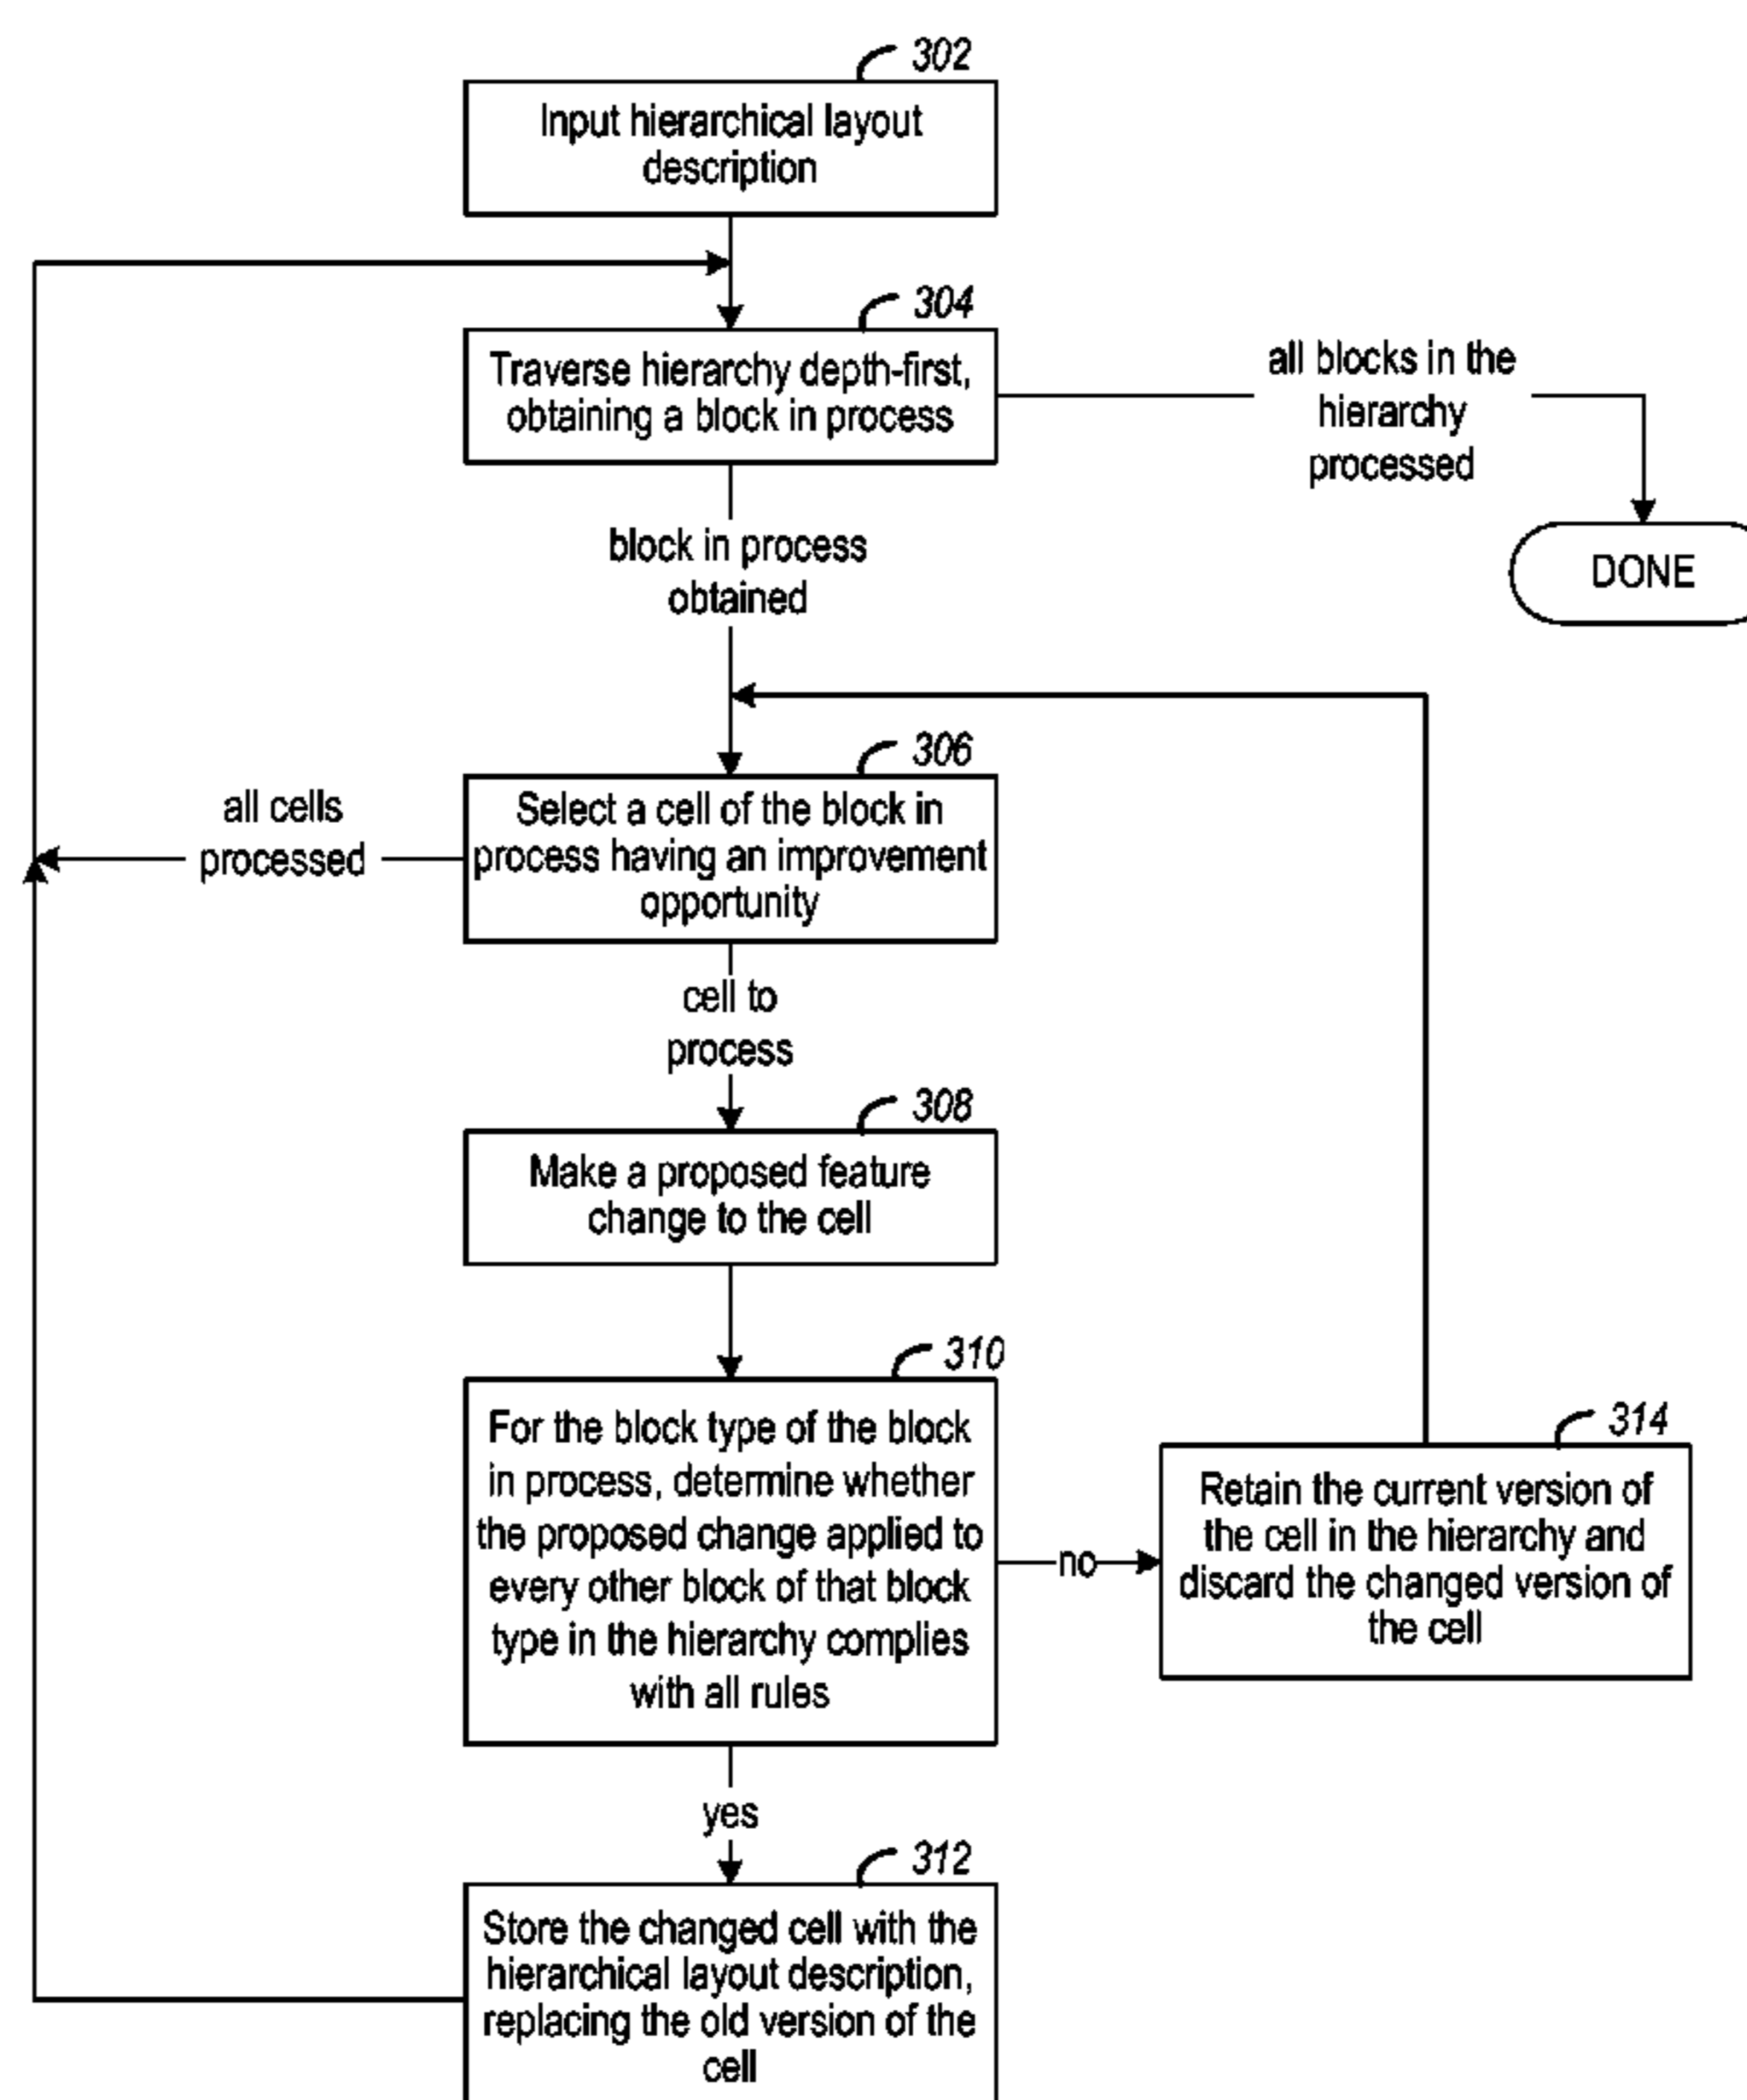 302
Input hierarchical layout
description
304
Traverse hierarchy depth-first,
obtaining a block in process
all blocks in the
hierarchy
processed
DONE
block in process
obtained
306
Select a cell of the block in
process having an improvement
opportunity
all cells
processed
cell to
process
308
Make a proposed feature
change to the cell
310
For the block type of the block
in process, determine whether
the proposed change applied to
every other block of that block
type in the hierarchy complies
with all rules
no
314
Retain the current version of
the cell in the hierarchy and
discard the changed version of
the cell
yes
312
Store the changed cell with the
hierarchical layout description,
replacing the old version of the
cell